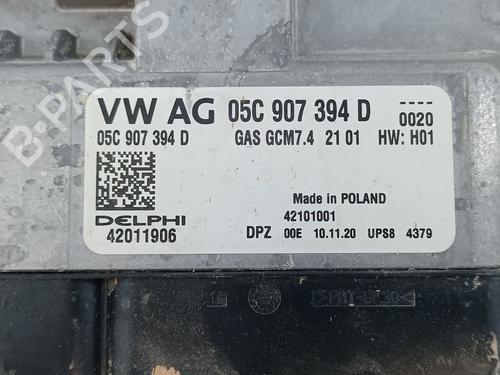 B-PARTS
VW AG 05C 907 394 D ----
0020
05C 907 394 D GAS GCM7.4 21 01 HW: H01
Made in POLAND
DELPHI 42101001
42011906 DPZ 00E 10.11.20 UPS8 4379